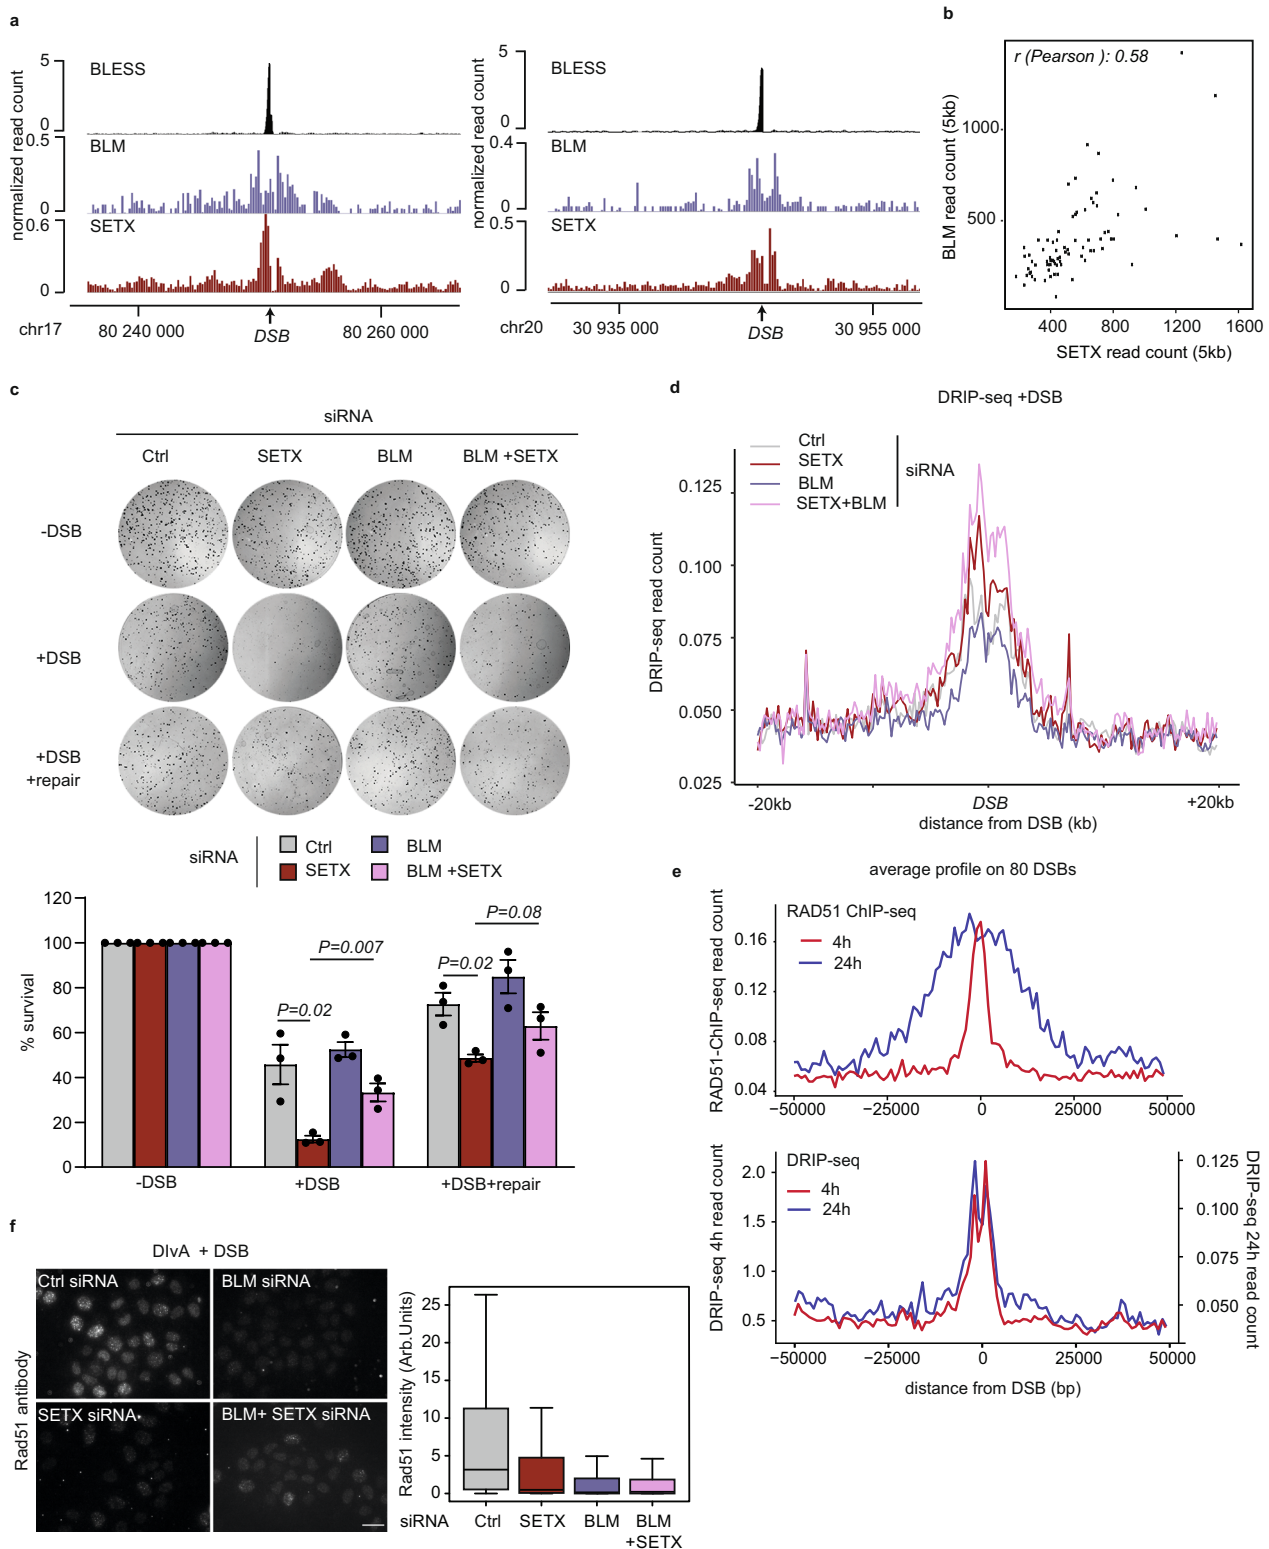 a
normalized read count
5
0
BLESS
0.5
0
BLM
0.6
0
SETX
chr17
80 240 000
DSB
80 260 000
normalized read count
5
0
BLESS
0.4
0
BLM
0.5
0
SETX
chr20
30 935 000
DSB
30 955 000
b
r (Pearson ): 0.58
BLM read count (5kb)
1000
500
400 800 1200 1600
SETX read count (5kb)
c
siRNA
Ctrl SETX BLM BLM +SETX
-DSB
+DSB
+DSB
+repair
siRNA
Ctrl
BLM
SETX
BLM +SETX
% survival
120
100
80
60
40
20
0
P=0.02
P=0.007
P=0.02
P=0.08
-DSB +DSB +DSB+repair
d
DRIP-seq +DSB
Ctrl
SETX
BLM
SETX+BLM
siRNA
DRIP-seq read count
0.125
0.100
0.075
0.050
0.025
-20kb DSB +20kb
distance from DSB (kb)
e
average profile on 80 DSBs
RAD51 ChIP-seq
4h
24h
RAD51-ChIP-seq read count
0.16
0.12
0.08
0.04
−50000 −25000 0 25000 50000
DRIP-seq
4h
24h
DRIP-seq 4h read count
2.0
1.5
1.0
0.5
DRIP-seq 24h read count
0.125
0.100
0.075
0.050
−50000 −25000 0 25000 50000
distance from DSB (bp)
f
DIvA + DSB
Rad51 antibody
Ctrl siRNA
BLM siRNA
SETX siRNA
BLM+ SETX siRNA
Rad51 intensity (Arb.Units)
25
20
15
10
5
0
siRNA Ctrl SETX BLM BLM
+SETX